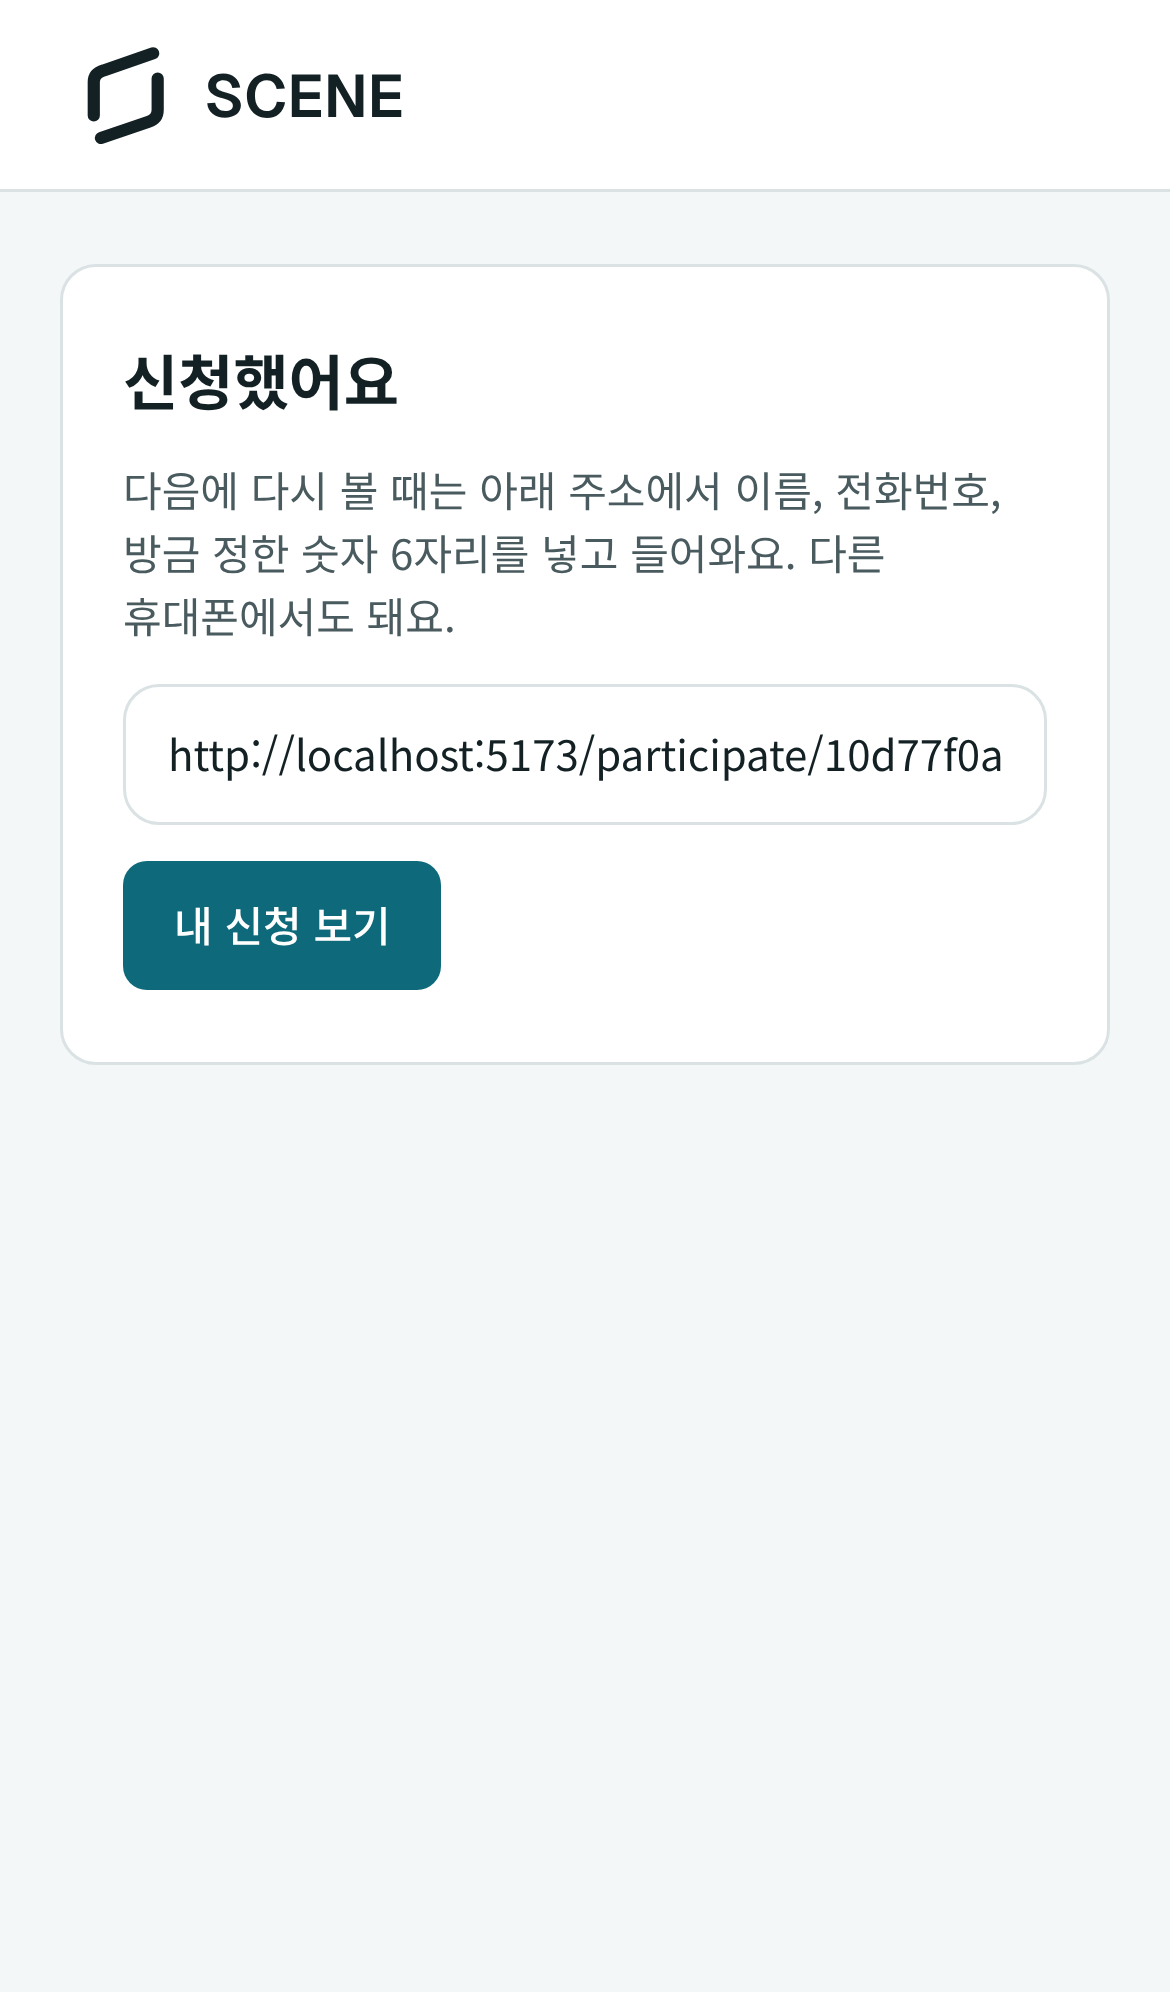 SCENE
신청했어요
다음에 다시 볼 때는 아래 주소에서 이름, 전화번호,
방금 정한 숫자 6자리를 넣고 들어와요. 다른
휴대폰에서도 돼요.
http://localhost:5173/participate/10d77f0a
내 신청 보기